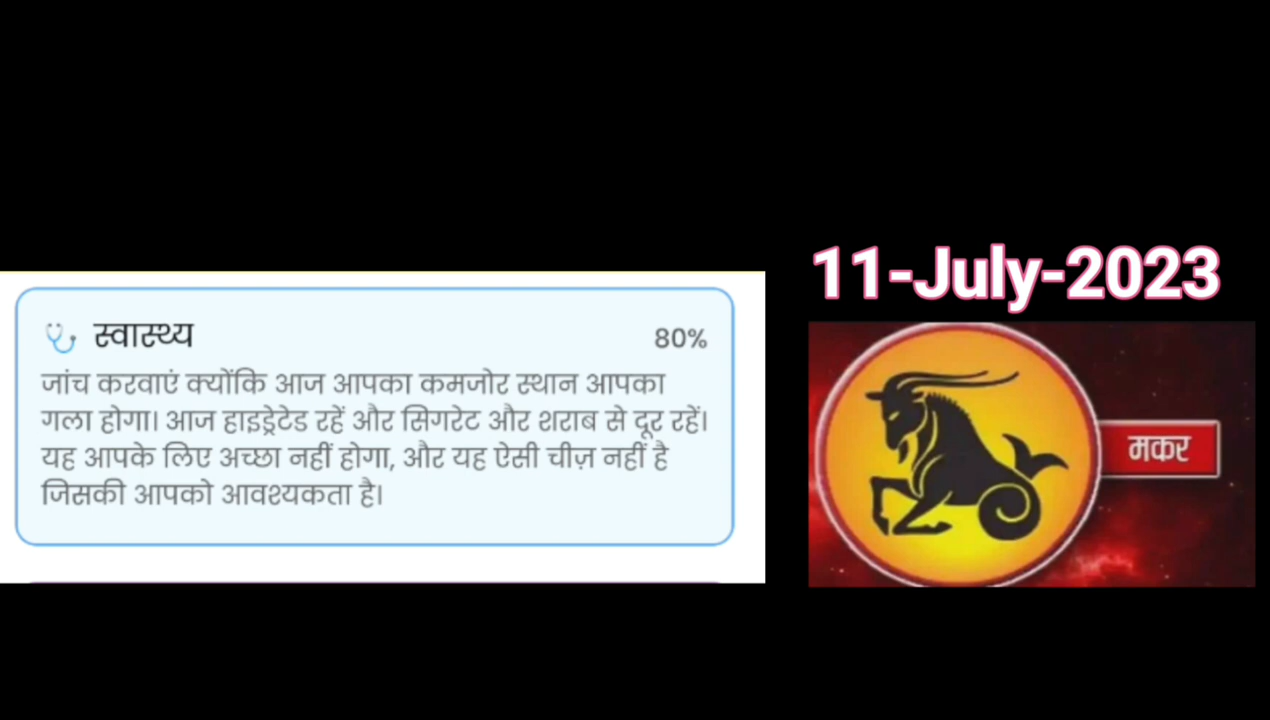 स्वास्थ्य 80%
जांच करवाएं क्योंकि आज आपका कमजोर स्थान आपका
गला होगा। आज हाइड्रेटेड रहें और सिगरेट और शराब से दूर रहें।
यह आपके लिए अच्छा नहीं होगा, और यह ऐसी चीज़ नहीं है
जिसकी आपको आवश्यकता है।
11-July-2023
मकर